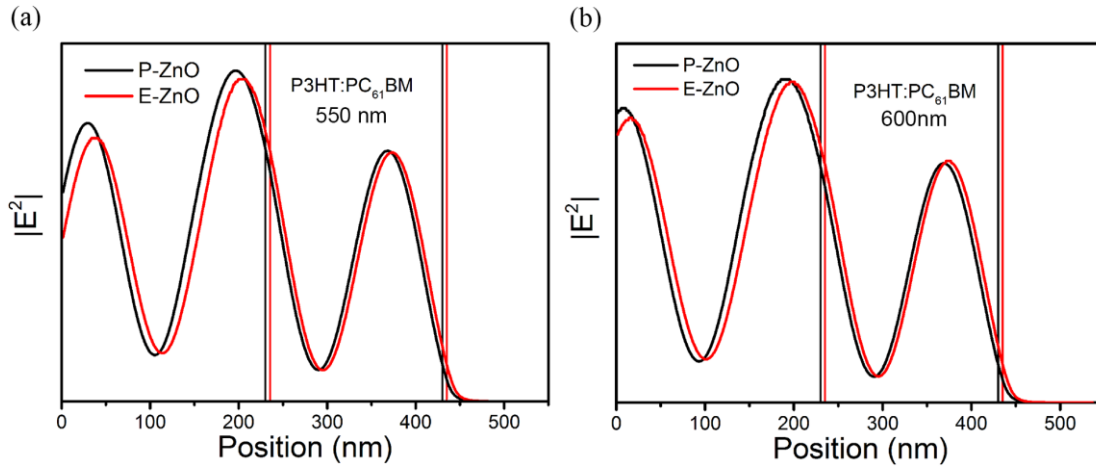 (a)
P-ZnO
E-ZnO
P3HT:PC₆₁BM
550 nm
|E²|
0 100 200 300 400 500
Position (nm)
(b)
P-ZnO
E-ZnO
P3HT:PC₆₁BM
600nm
|E²|
0 100 200 300 400 500
Position (nm)